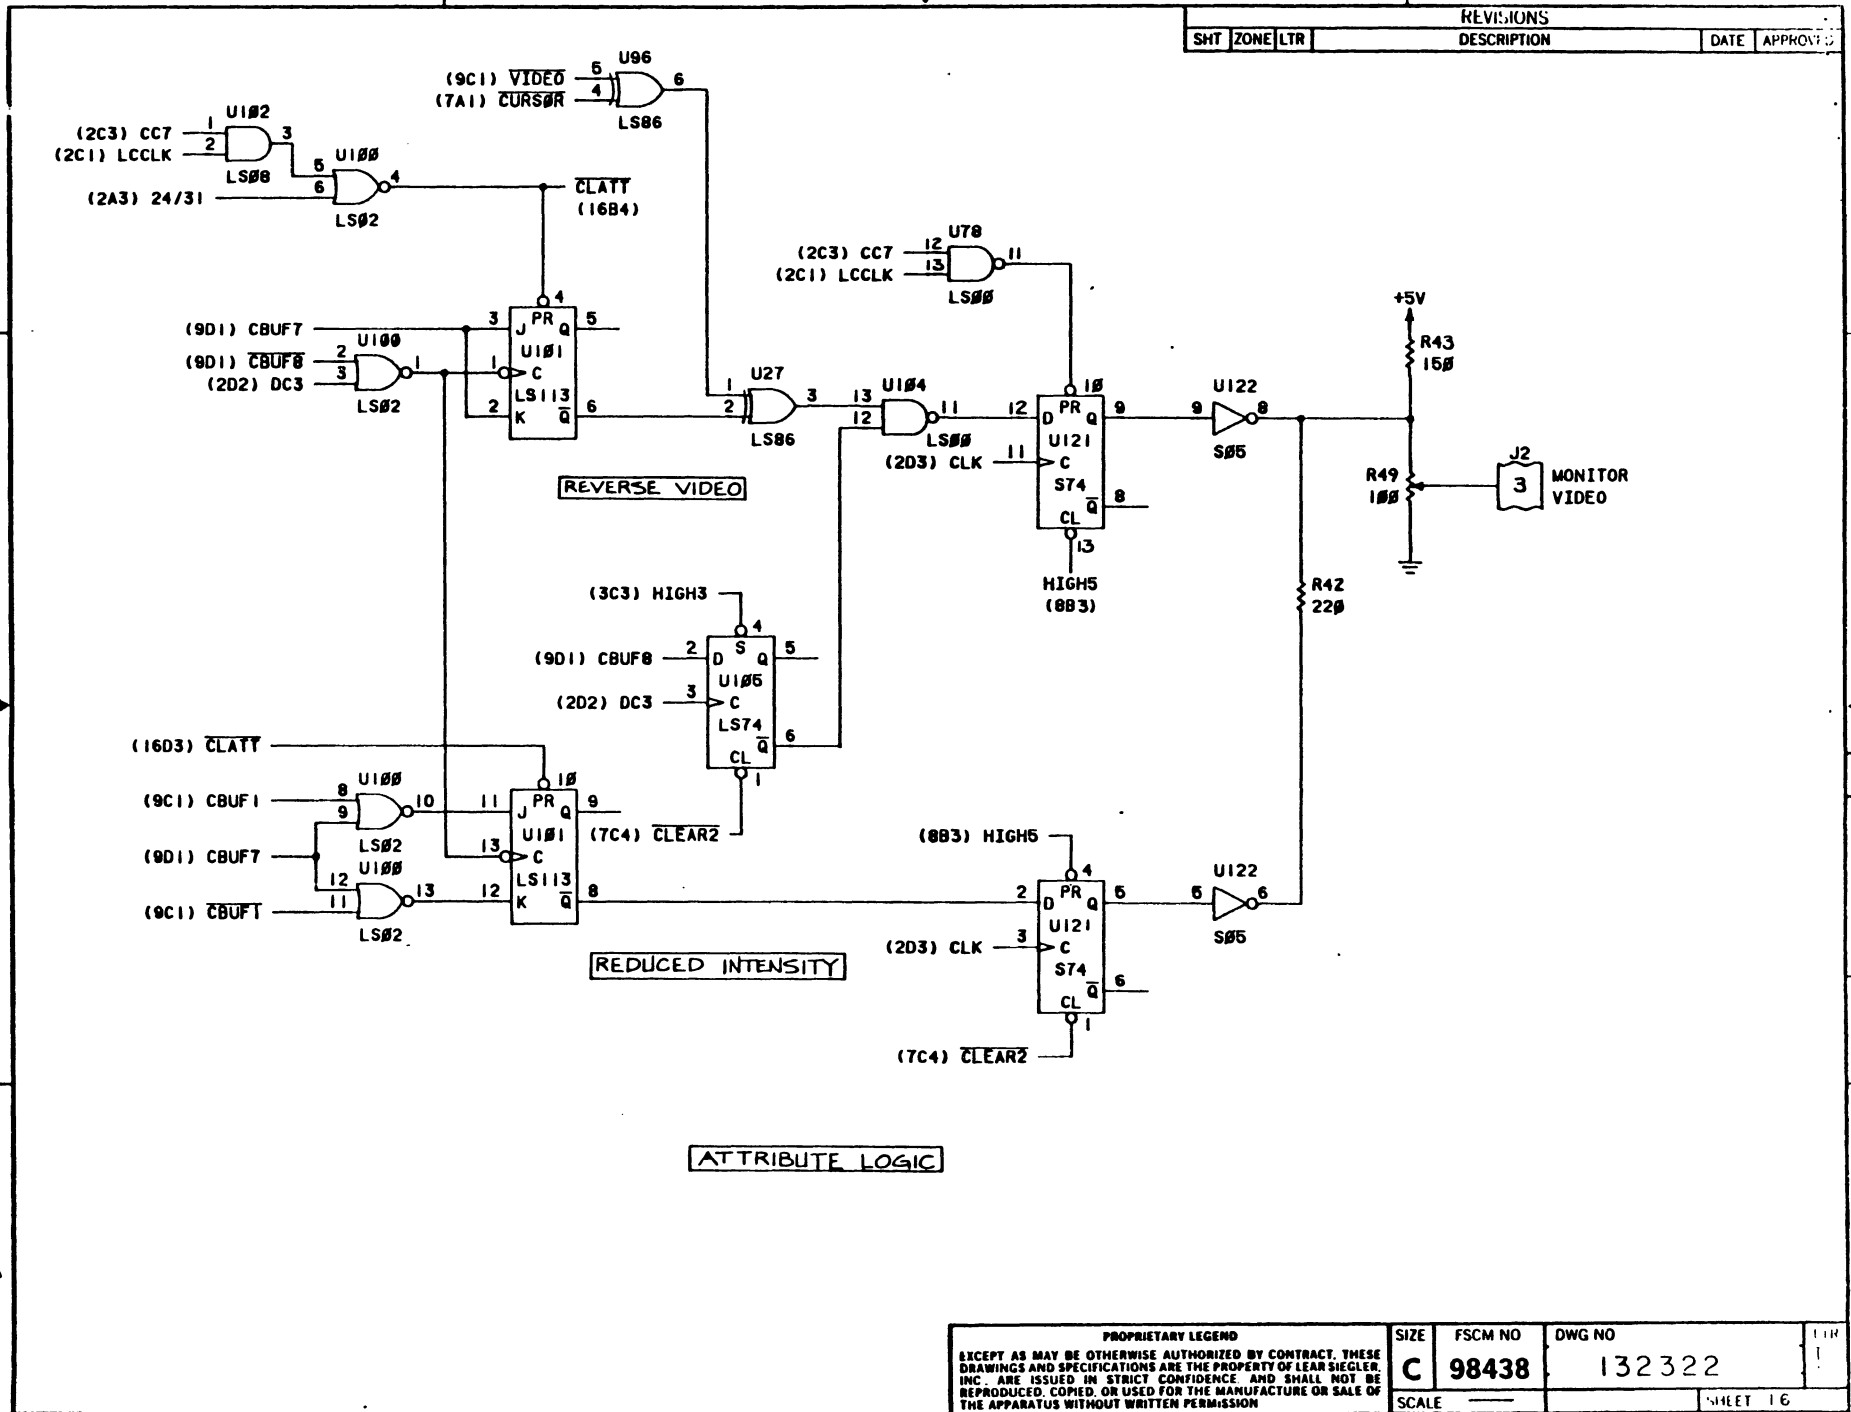 REVISIONS
SHT ZONE LTR DESCRIPTION DATE APPROVED
U96
(9C1) VIDEO 5 6
(7A1) CURSØR 4
LS86
U1Ø2
(2C3) CC7 1 3
(2C1) LCCLK 2
LSØ8
U1ØØ
5 4
(2A3) 24/31 6
LSØ2
CLATT
(16B4)
U78
(2C3) CC7 12 11
(2C1) LCCLK 13
LSØØ
4
PR
(9D1) CBUF7 3 J Q 5
U1ØØ
(9D1) CBUF8 2 1
(2D2) DC3 3
LSØ2
U1Ø1
1 C
LS113
2 K Q 6
U27
1 3
2
LS86
U1Ø4
13 11
12
LSØØ
1Ø
PR
12 D Q 9
U121
(2D3) CLK 11 C
S74
Q 8
CL
13
HIGH5
(8B3)
U122
9 8
SØ5
+5V
R43
15Ø
R49
1ØØ
J2
3
MONITOR
VIDEO
R42
22Ø
REVERSE VIDEO
(3C3) HIGH3 4
S
(9D1) CBUF8 2 D Q 5
U1Ø5
(2D2) DC3 3 C
LS74
Q 6
CL
1
(7C4) CLEAR2
(16D3) CLATT
1Ø
PR
U1ØØ
(9C1) CBUF1 8 10 11 J Q 9
9
LSØ2
U1Ø1
(9D1) CBUF7 13 C
U1ØØ
LS113
12 13 12 K Q 8
(9C1) CBUF1 11
LSØ2
REDUCED INTENSITY
(8B3) HIGH5
4
PR
2 D Q 5
U121
(2D3) CLK 3 C
S74
Q 6
CL
1
(7C4) CLEAR2
U122
5 6
SØ5
ATTRIBUTE LOGIC
PROPRIETARY LEGEND
EXCEPT AS MAY BE OTHERWISE AUTHORIZED BY CONTRACT, THESE
DRAWINGS AND SPECIFICATIONS ARE THE PROPERTY OF LEAR SIEGLER,
INC. ARE ISSUED IN STRICT CONFIDENCE AND SHALL NOT BE
REPRODUCED, COPIED, OR USED FOR THE MANUFACTURE OR SALE OF
THE APPARATUS WITHOUT WRITTEN PERMISSION
SIZE C
FSCM NO 98438
DWG NO 132322
LTR
SCALE
SHEET 16